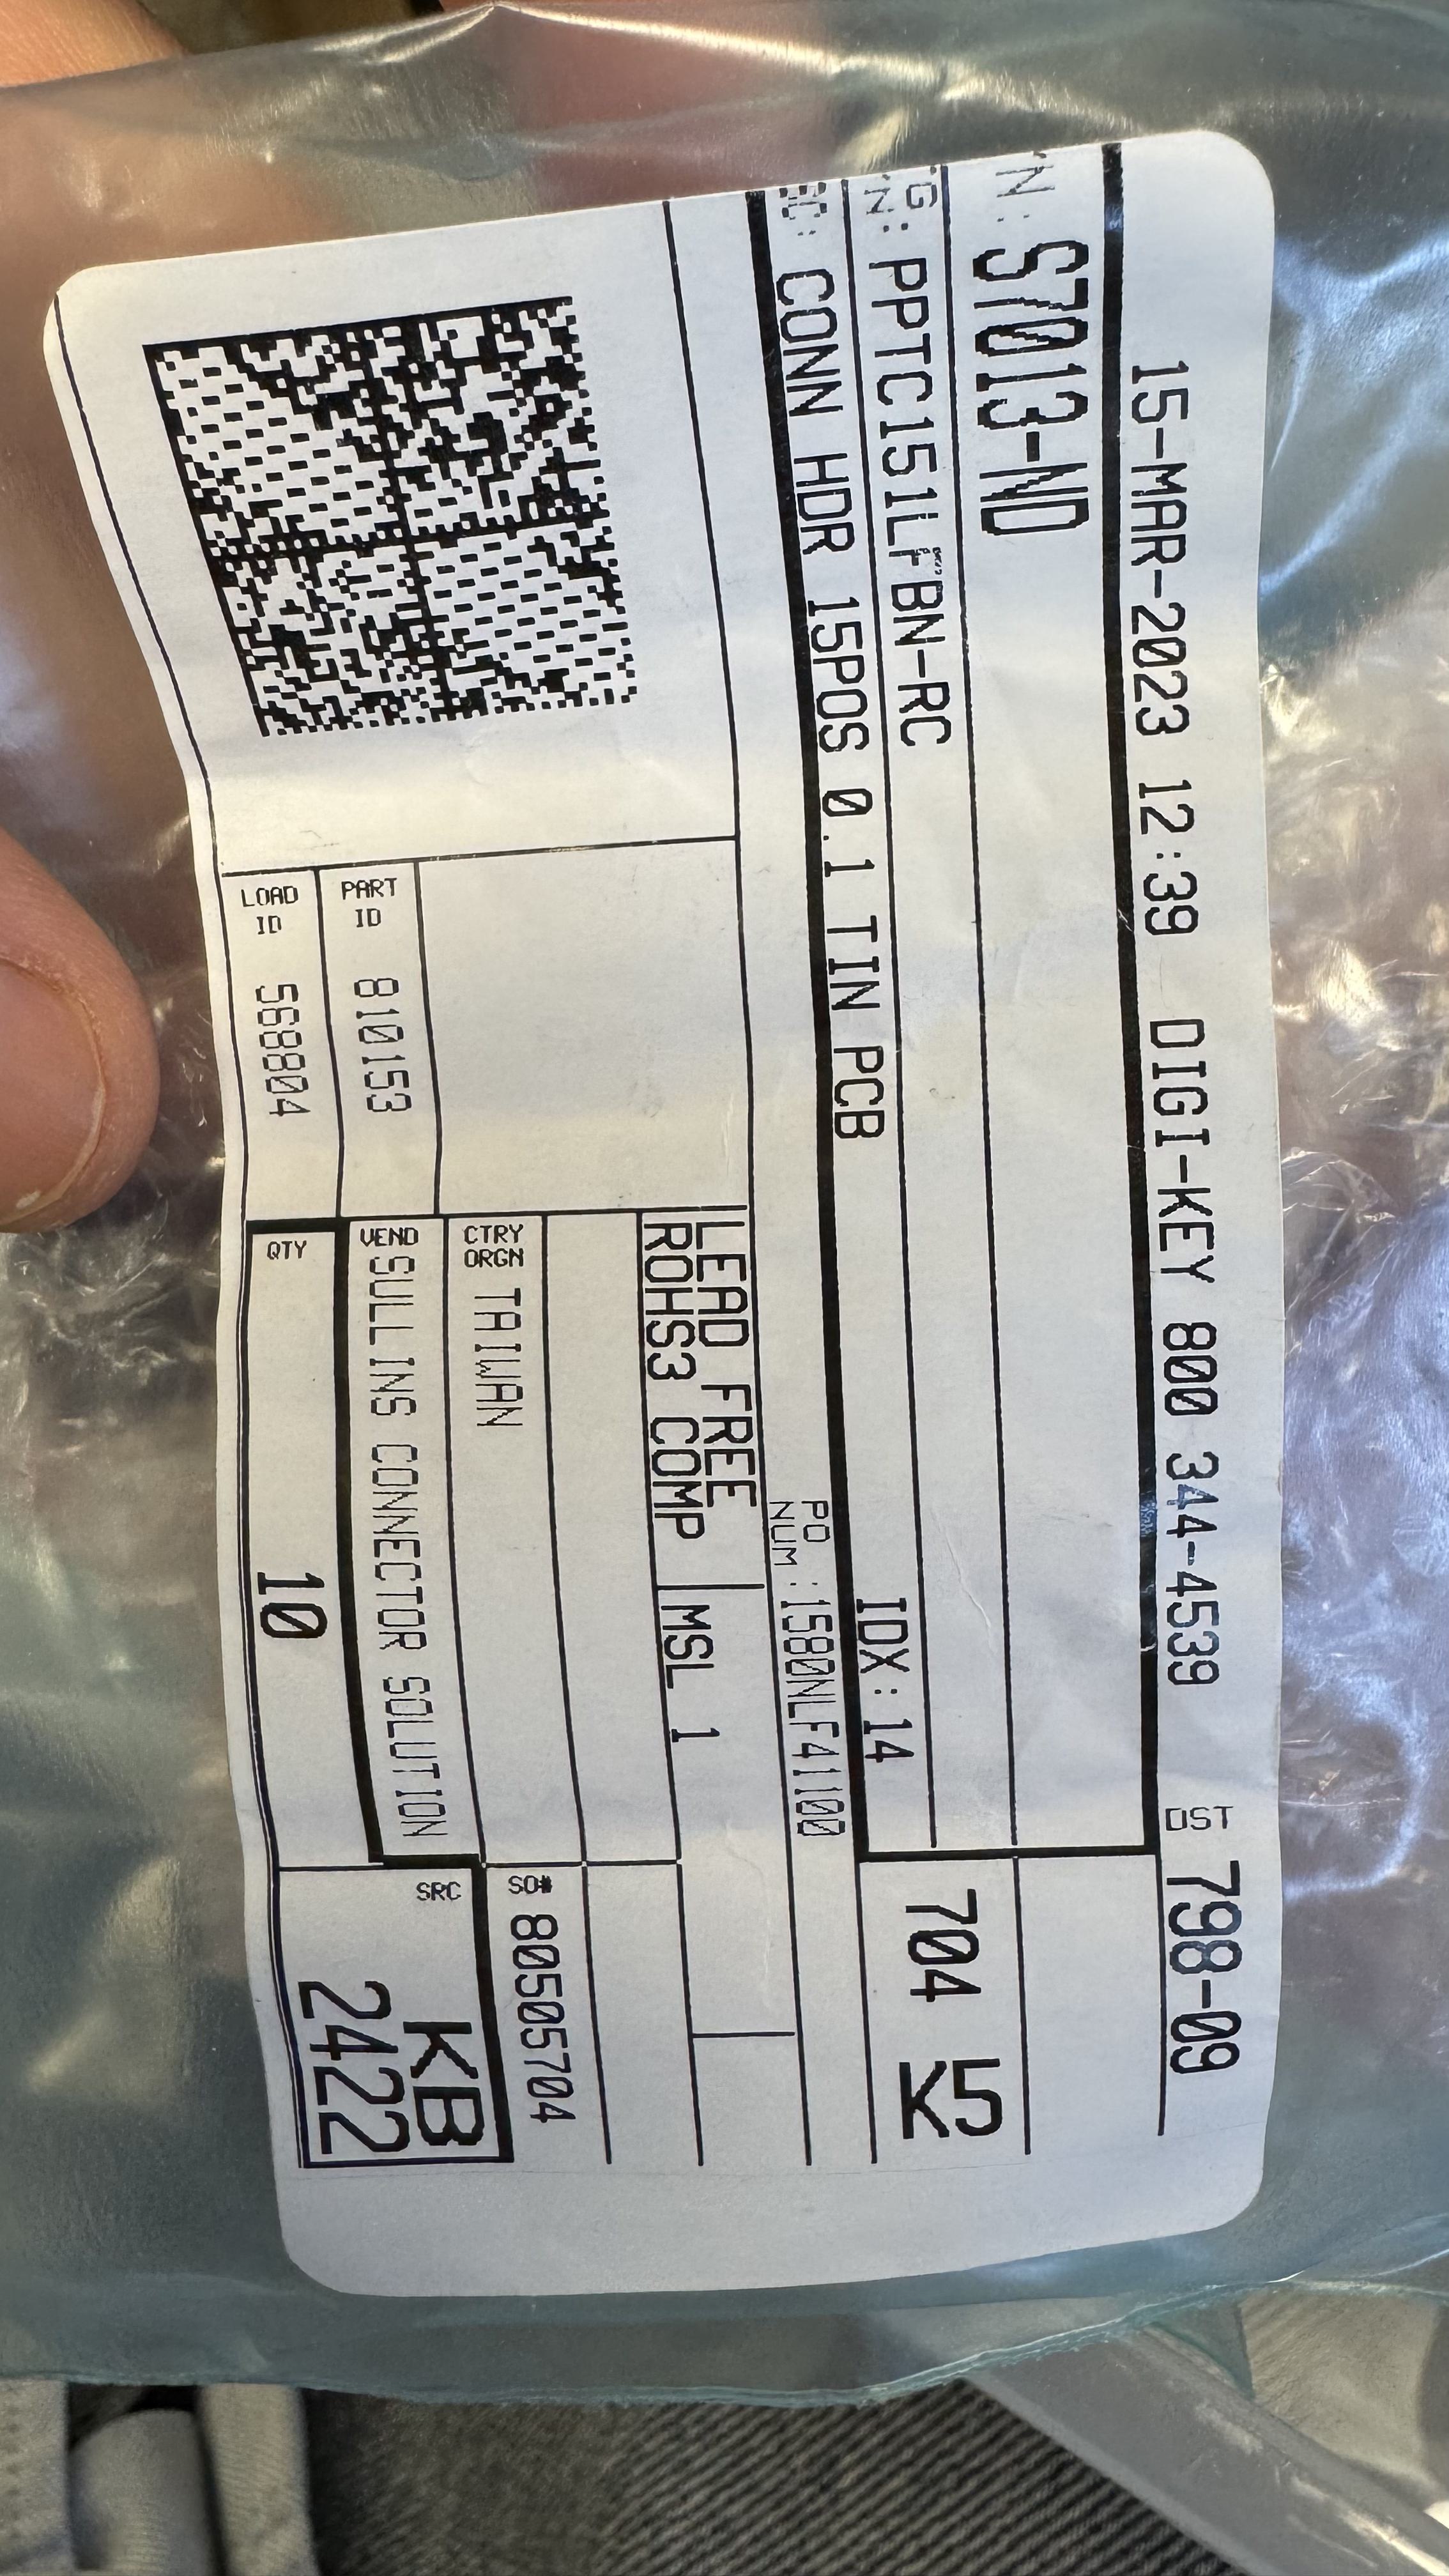 15-MAR-2023 12:39 DIGI-KEY 800 344-4539 DST 798-09
N: S7013-ND
PPTC151LFBN-RC 704 K5
CONN HDR 15POS 0.1 TIN PCB IDX:14
PO NUM :1580NLF41100
LEAD FREE
ROHS3 COMP MSL 1
CTRY ORGN TAIWAN SO# 80505704
PART ID 810153 VEND SULLINS CONNECTOR SOLUTION SRC KB
LOAD ID 568804 QTY 10 2422